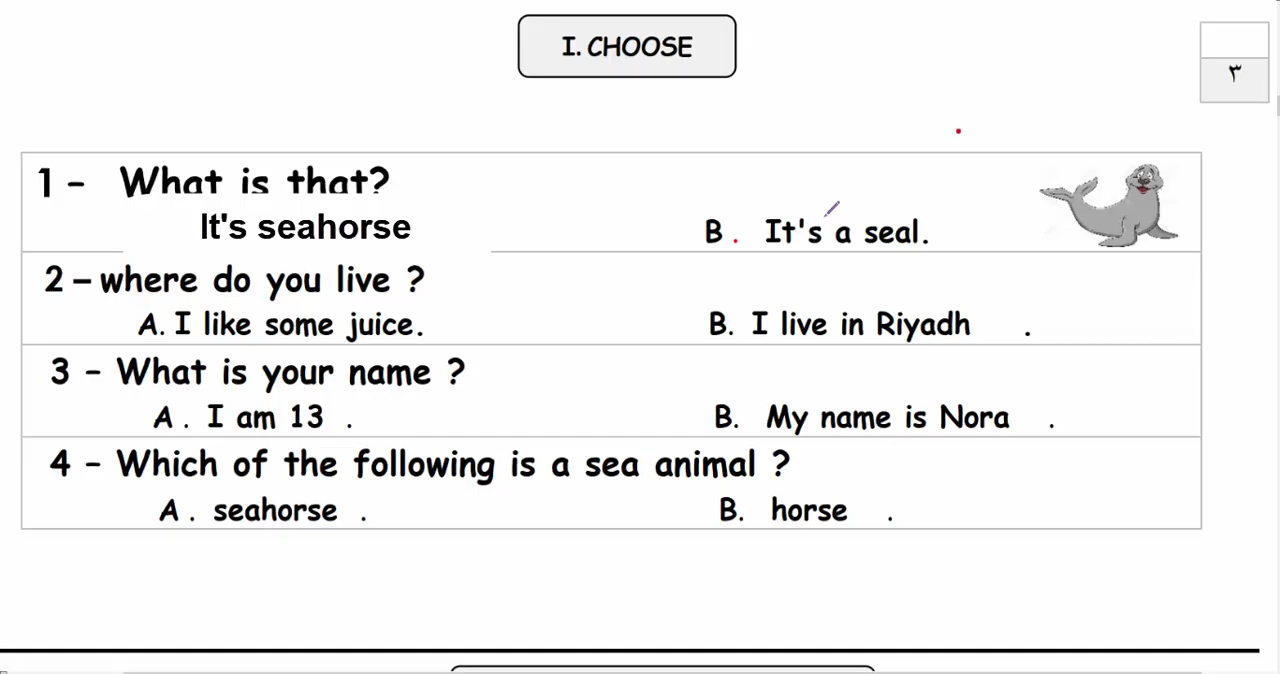 I. CHOOSE
٣
1 – What is that?
It's seahorse B . It's a seal.
2 – where do you live ?
A. I like some juice. B. I live in Riyadh .
3 – What is your name ?
A . I am 13 . B. My name is Nora .
4 – Which of the following is a sea animal ?
A . seahorse . B. horse .